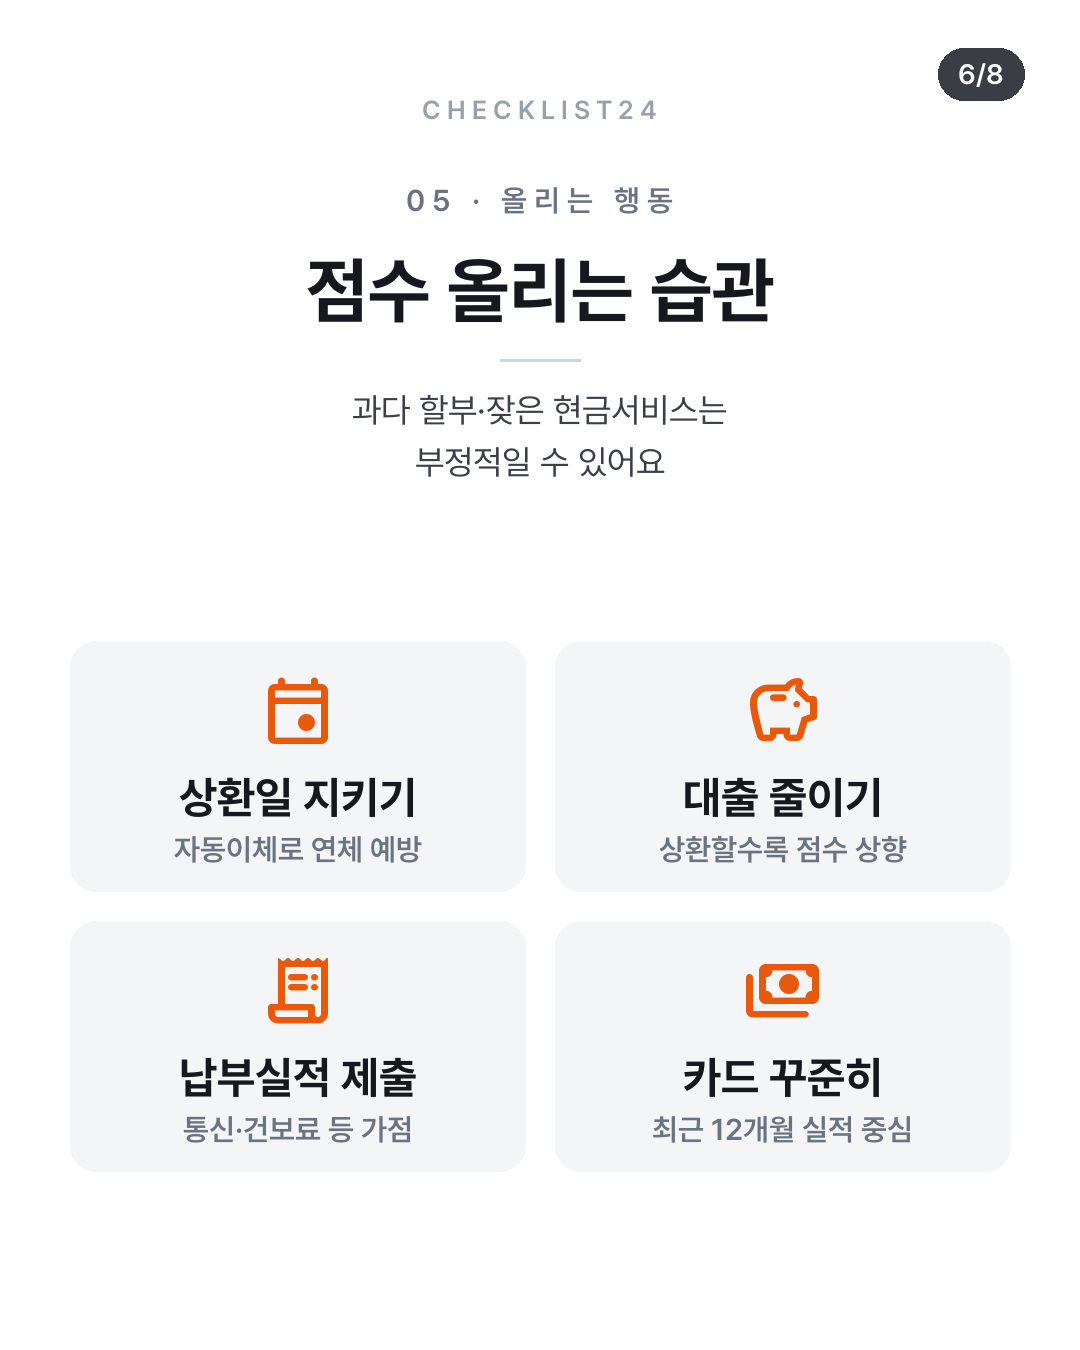 6/8
CHECKLIST24
05 · 올리는 행동
점수 올리는 습관
과다 할부·잦은 현금서비스는
부정적일 수 있어요
상환일 지키기
자동이체로 연체 예방
대출 줄이기
상환할수록 점수 상향
납부실적 제출
통신·건보료 등 가점
카드 꾸준히
최근 12개월 실적 중심